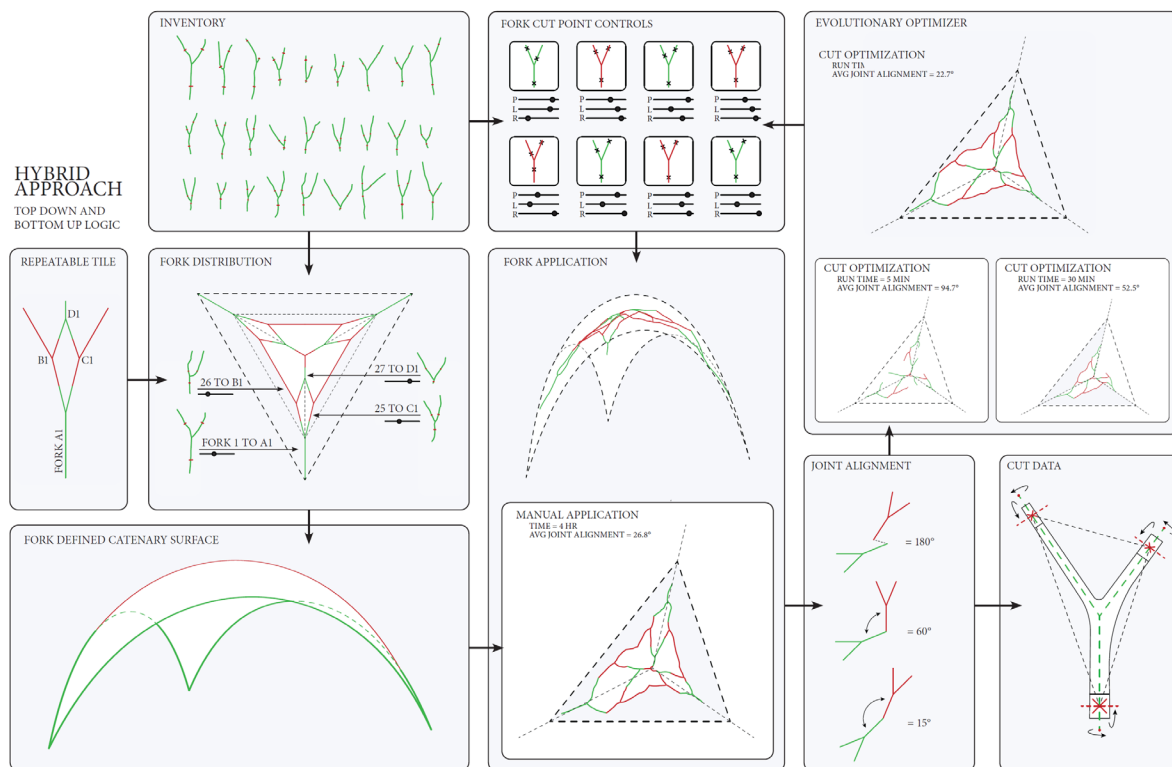 HYBRID
APPROACH
TOP DOWN AND
BOTTOM UP LOGIC
INVENTORY
FORK CUT POINT CONTROLS
P
L
R
P
L
R
P
L
R
P
L
R
P
L
R
P
L
R
P
L
R
P
L
R
EVOLUTIONARY OPTIMIZER
CUT OPTIMIZATION
AVG JOINT ALIGNMENT = 22.7°
CUT OPTIMIZATION
RUN TIME = 5 MIN
AVG JOINT ALIGNMENT = 94.7°
CUT OPTIMIZATION
RUN TIME = 30 MIN
AVG JOINT ALIGNMENT = 52.5°
REPEATABLE TILE
D1
B1
C1
FORK A1
FORK DISTRIBUTION
26 TO B1
27 TO D1
25 TO C1
FORK 1 TO A1
FORK APPLICATION
MANUAL APPLICATION
TIME = 4 HR
AVG JOINT ALIGNMENT = 26.8°
FORK DEFINED CATENARY SURFACE
JOINT ALIGNMENT
= 180°
= 60°
= 15°
CUT DATA